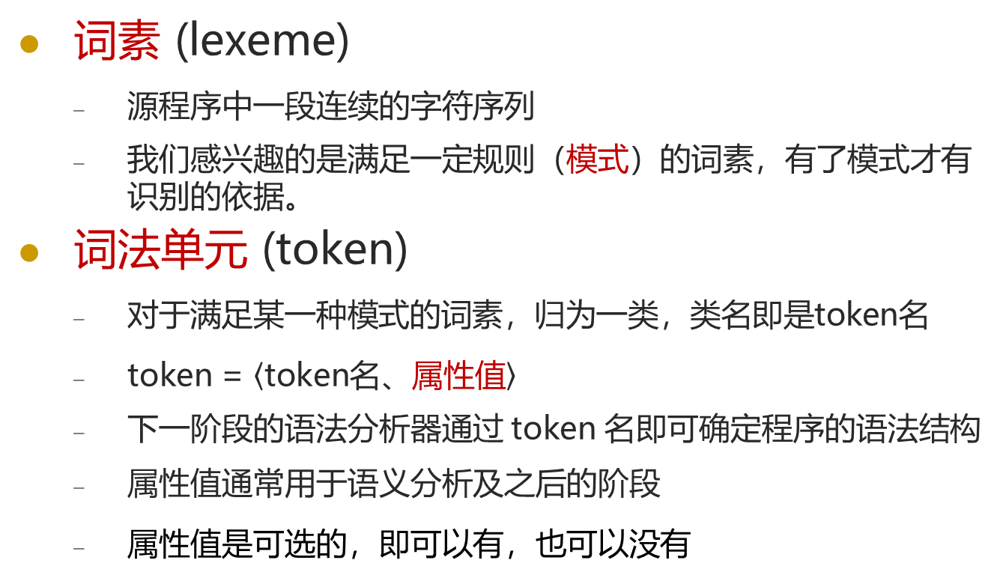 ● 词素 (lexeme)
– 源程序中一段连续的字符序列
– 我们感兴趣的是满足一定规则（模式）的词素，有了模式才有
识别的依据。
● 词法单元 (token)
– 对于满足某一种模式的词素，归为一类，类名即是token名
– token = ⟨token名、属性值⟩
– 下一阶段的语法分析器通过 token 名即可确定程序的语法结构
– 属性值通常用于语义分析及之后的阶段
– 属性值是可选的，即可以有，也可以没有